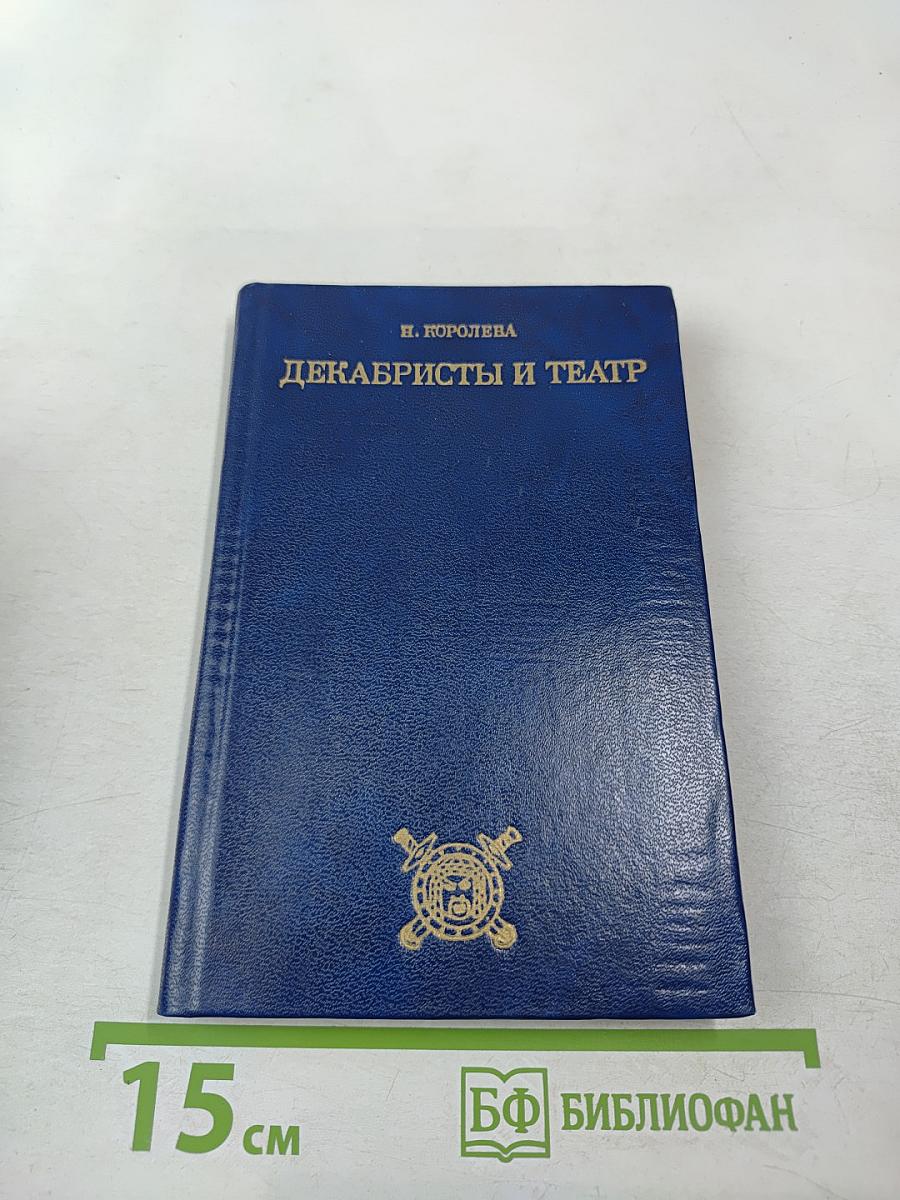 Н. КОРОЛЕВА
ДЕКАБРИСТЫ И ТЕАТР
15 см
БФ БИБЛИОФАН